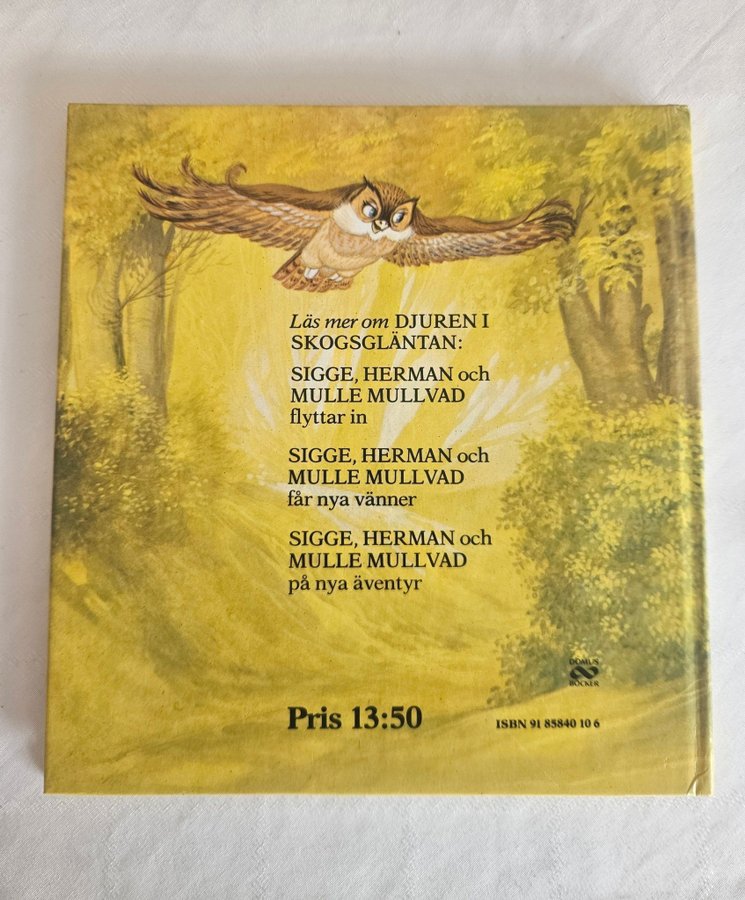 Läs mer om DJUREN I
SKOGSGLÄNTAN:
SIGGE, HERMAN och
MULLE MULLVAD
flyttar in
SIGGE, HERMAN och
MULLE MULLVAD
får nya vänner
SIGGE, HERMAN och
MULLE MULLVAD
på nya äventyr
DOMUS
BÖCKER
Pris 13:50
ISBN 91 85840 10 6